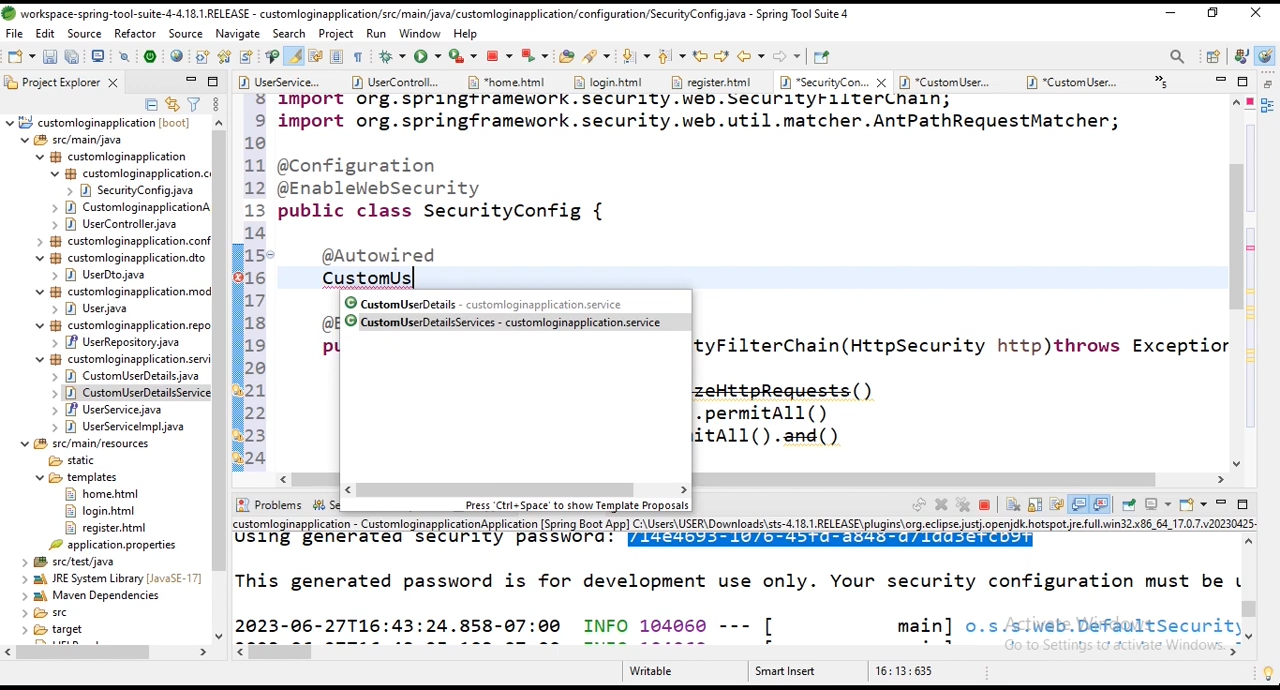 workspace-spring-tool-suite-4-4.18.1.RELEASE - customloginapplication/src/main/java/customloginapplication/configuration/SecurityConfig.java - Spring Tool Suite 4
File Edit Source Refactor Source Navigate Search Project Run Window Help
Project Explorer
UserService... UserControll... *home.html login.html register.html *SecurityCon... *CustomUser... *CustomUser... »5
customloginapplication [boot]
src/main/java
customloginapplication
customloginapplication.c
SecurityConfig.java
CustomloginapplicationA
UserController.java
customloginapplication.conf
customloginapplication.dto
UserDto.java
customloginapplication.mod
User.java
customloginapplication.repo
UserRepository.java
customloginapplication.servi
CustomUserDetails.java
CustomUserDetailsService
UserService.java
UserServiceImpl.java
src/main/resources
static
templates
home.html
login.html
register.html
application.properties
src/test/java
JRE System Library [JavaSE-17]
Maven Dependencies
src
target
8 import org.springframework.security.web.SecurityFilterChain;
9 import org.springframework.security.web.util.matcher.AntPathRequestMatcher;
10
11 @Configuration
12 @EnableWebSecurity
13 public class SecurityConfig {
14
15 @Autowired
16 CustomUs
17
18 @B
19 pu tyFilterChain(HttpSecurity http)throws Exception
20
21 zeHttpRequests()
22 .permitAll()
23 itAll().and()
24
CustomUserDetails - customloginapplication.service
CustomUserDetailsServices - customloginapplication.service
Press 'Ctrl+Space' to show Template Proposals
Problems Se
customloginapplication - CustomloginapplicationApplication [Spring Boot App] C:\Users\USER\Downloads\sts-4.18.1.RELEASE\plugins\org.eclipse.justj.openjdk.hotspot.jre.full.win32.x86_64_17.0.7.v20230425-
Using generated security password: 714e4693-1076-45fd-a848-d71dd3efcb9f
This generated password is for development use only. Your security configuration must be u
2023-06-27T16:43:24.858-07:00 INFO 104060 --- [ main] o.s.s.web.DefaultSecurity
Activate Windows
Go to Settings to activate Windows.
Writable Smart Insert 16 : 13 : 635